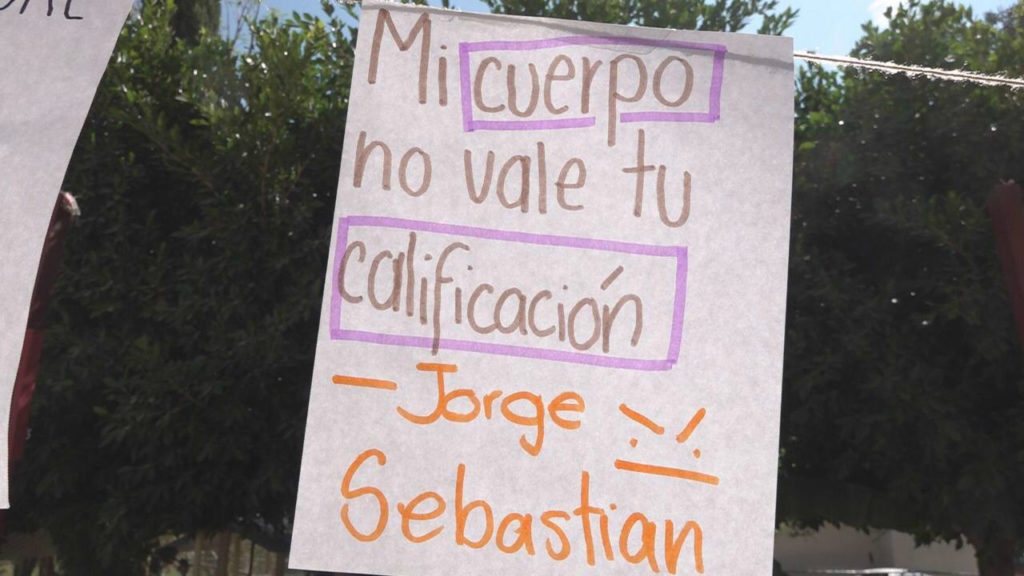 Mi cuerpo
no vale tu
calificación
- Jorge
Sebastian